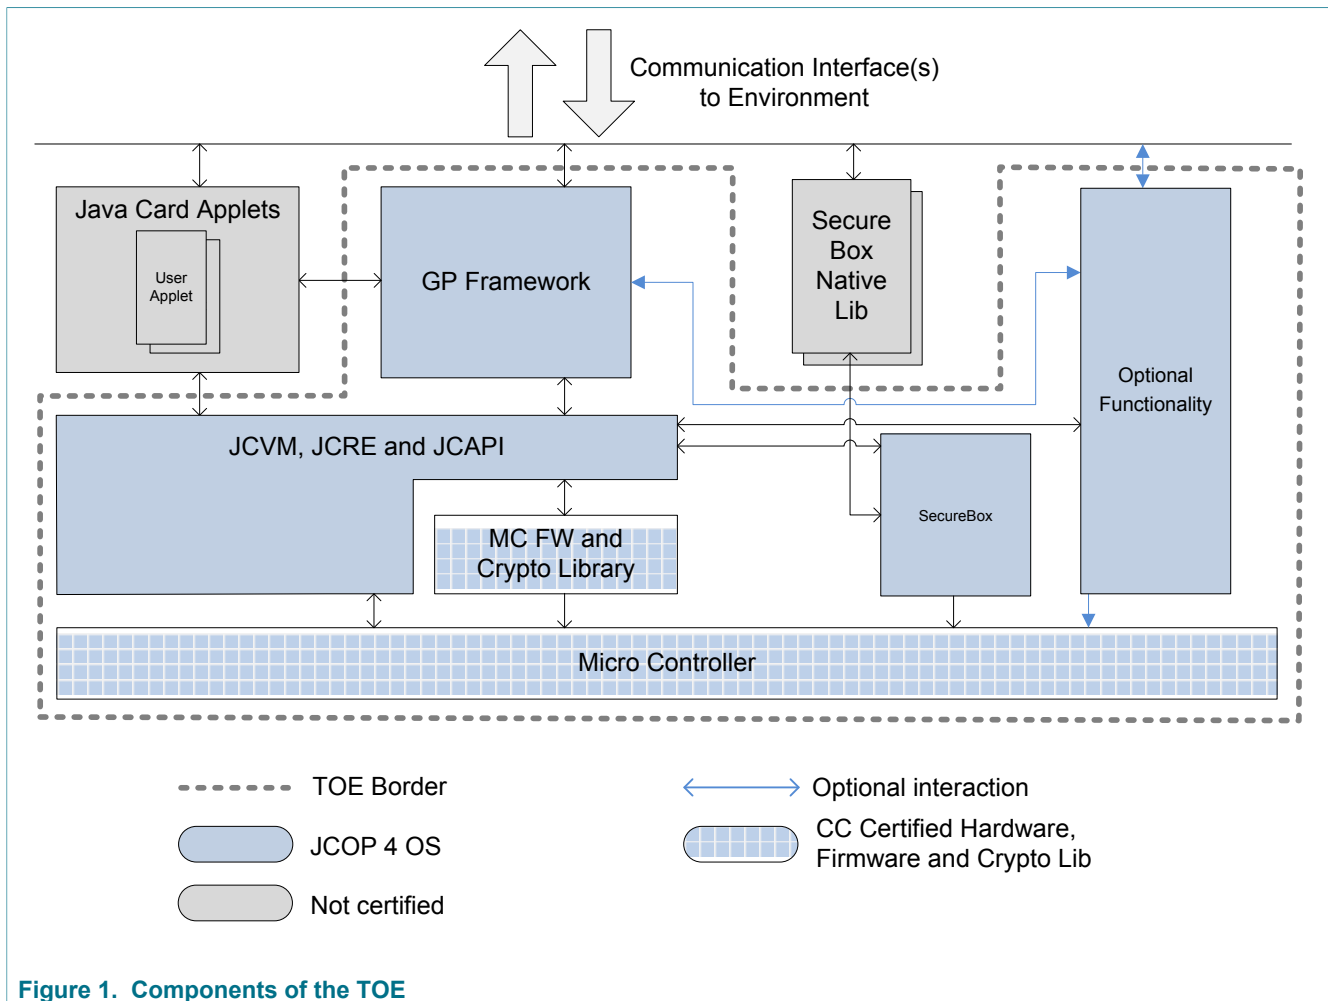 Communication Interface(s)
to Environment
Java Card Applets
User
Applet
GP Framework
Secure
Box
Native
Lib
Optional
Functionality
JCVM, JCRE and JCAPI
SecureBox
MC FW and
Crypto Library
Micro Controller
TOE Border
Optional interaction
JCOP 4 OS
CC Certified Hardware,
Firmware and Crypto Lib
Not certified
Figure 1. Components of the TOE